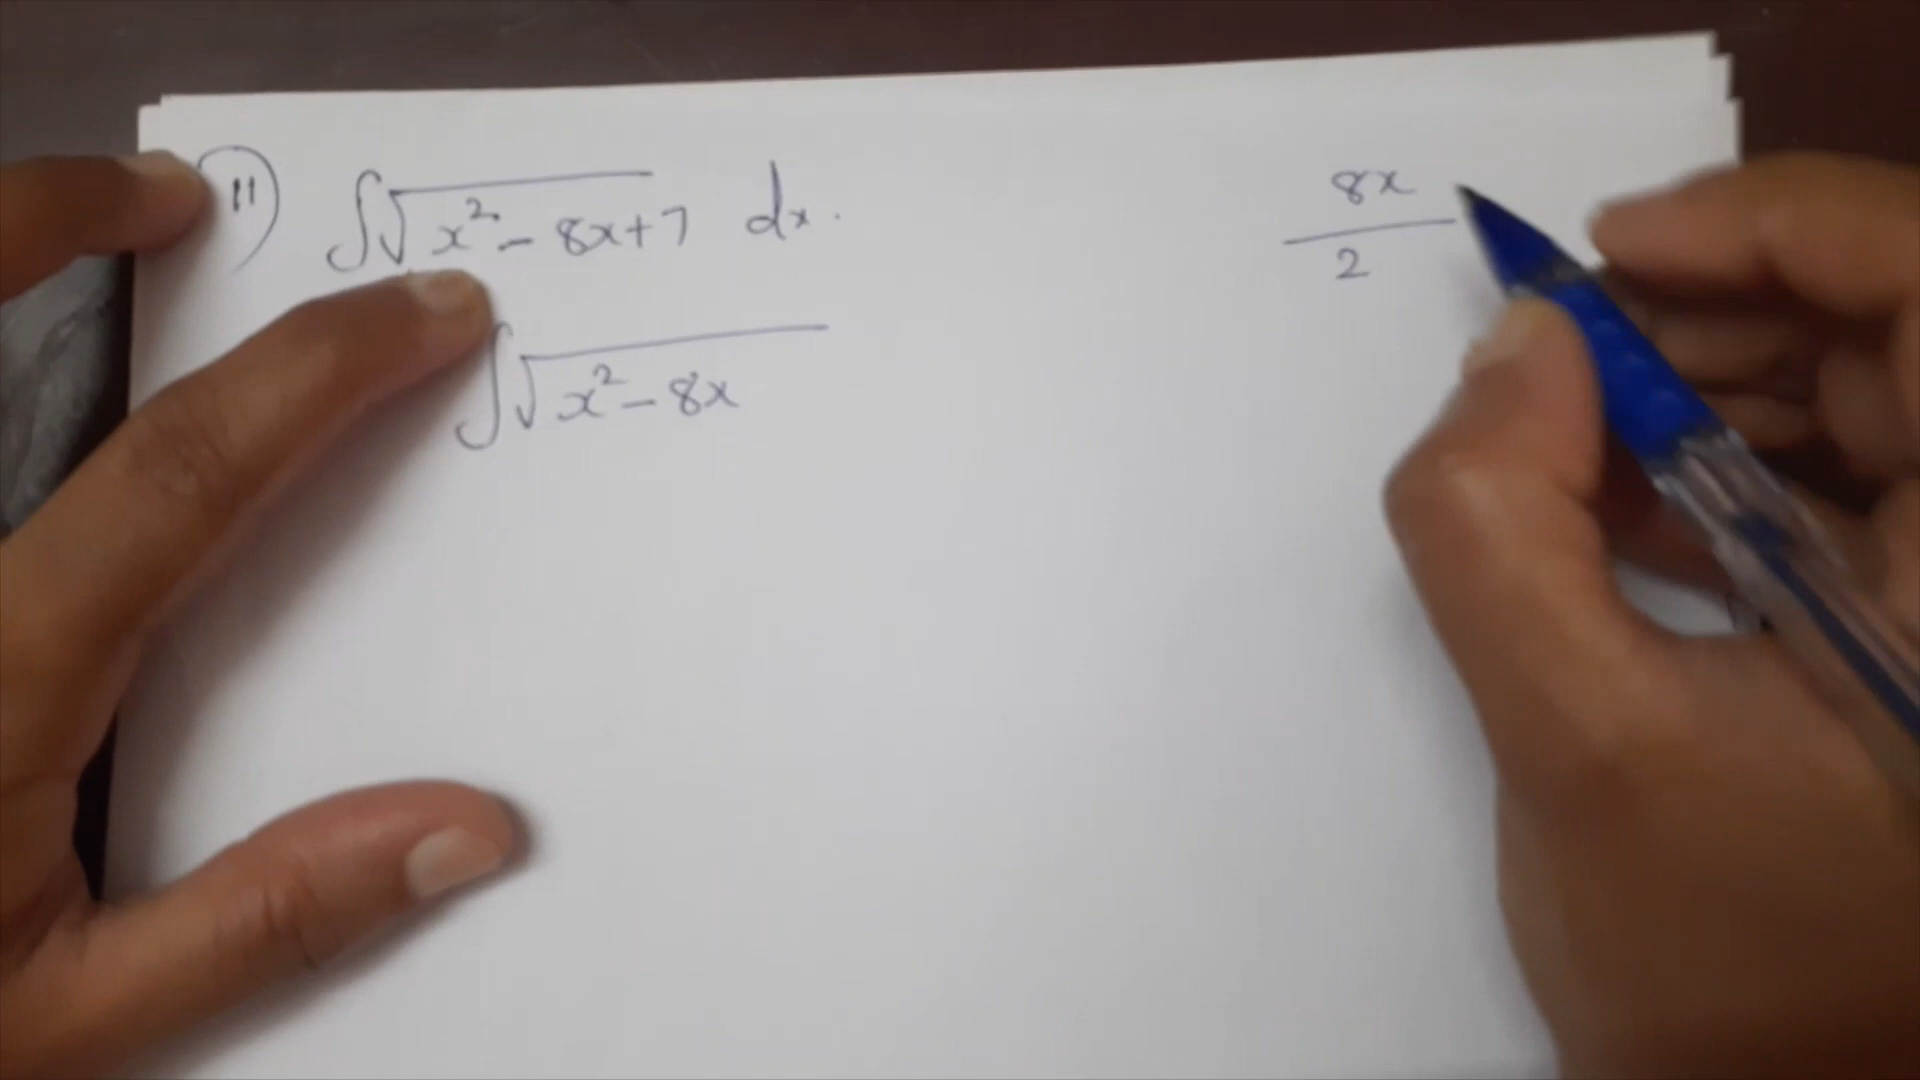 11) ∫√x² - 8x+7 dx.
8x
2
∫√x² - 8x